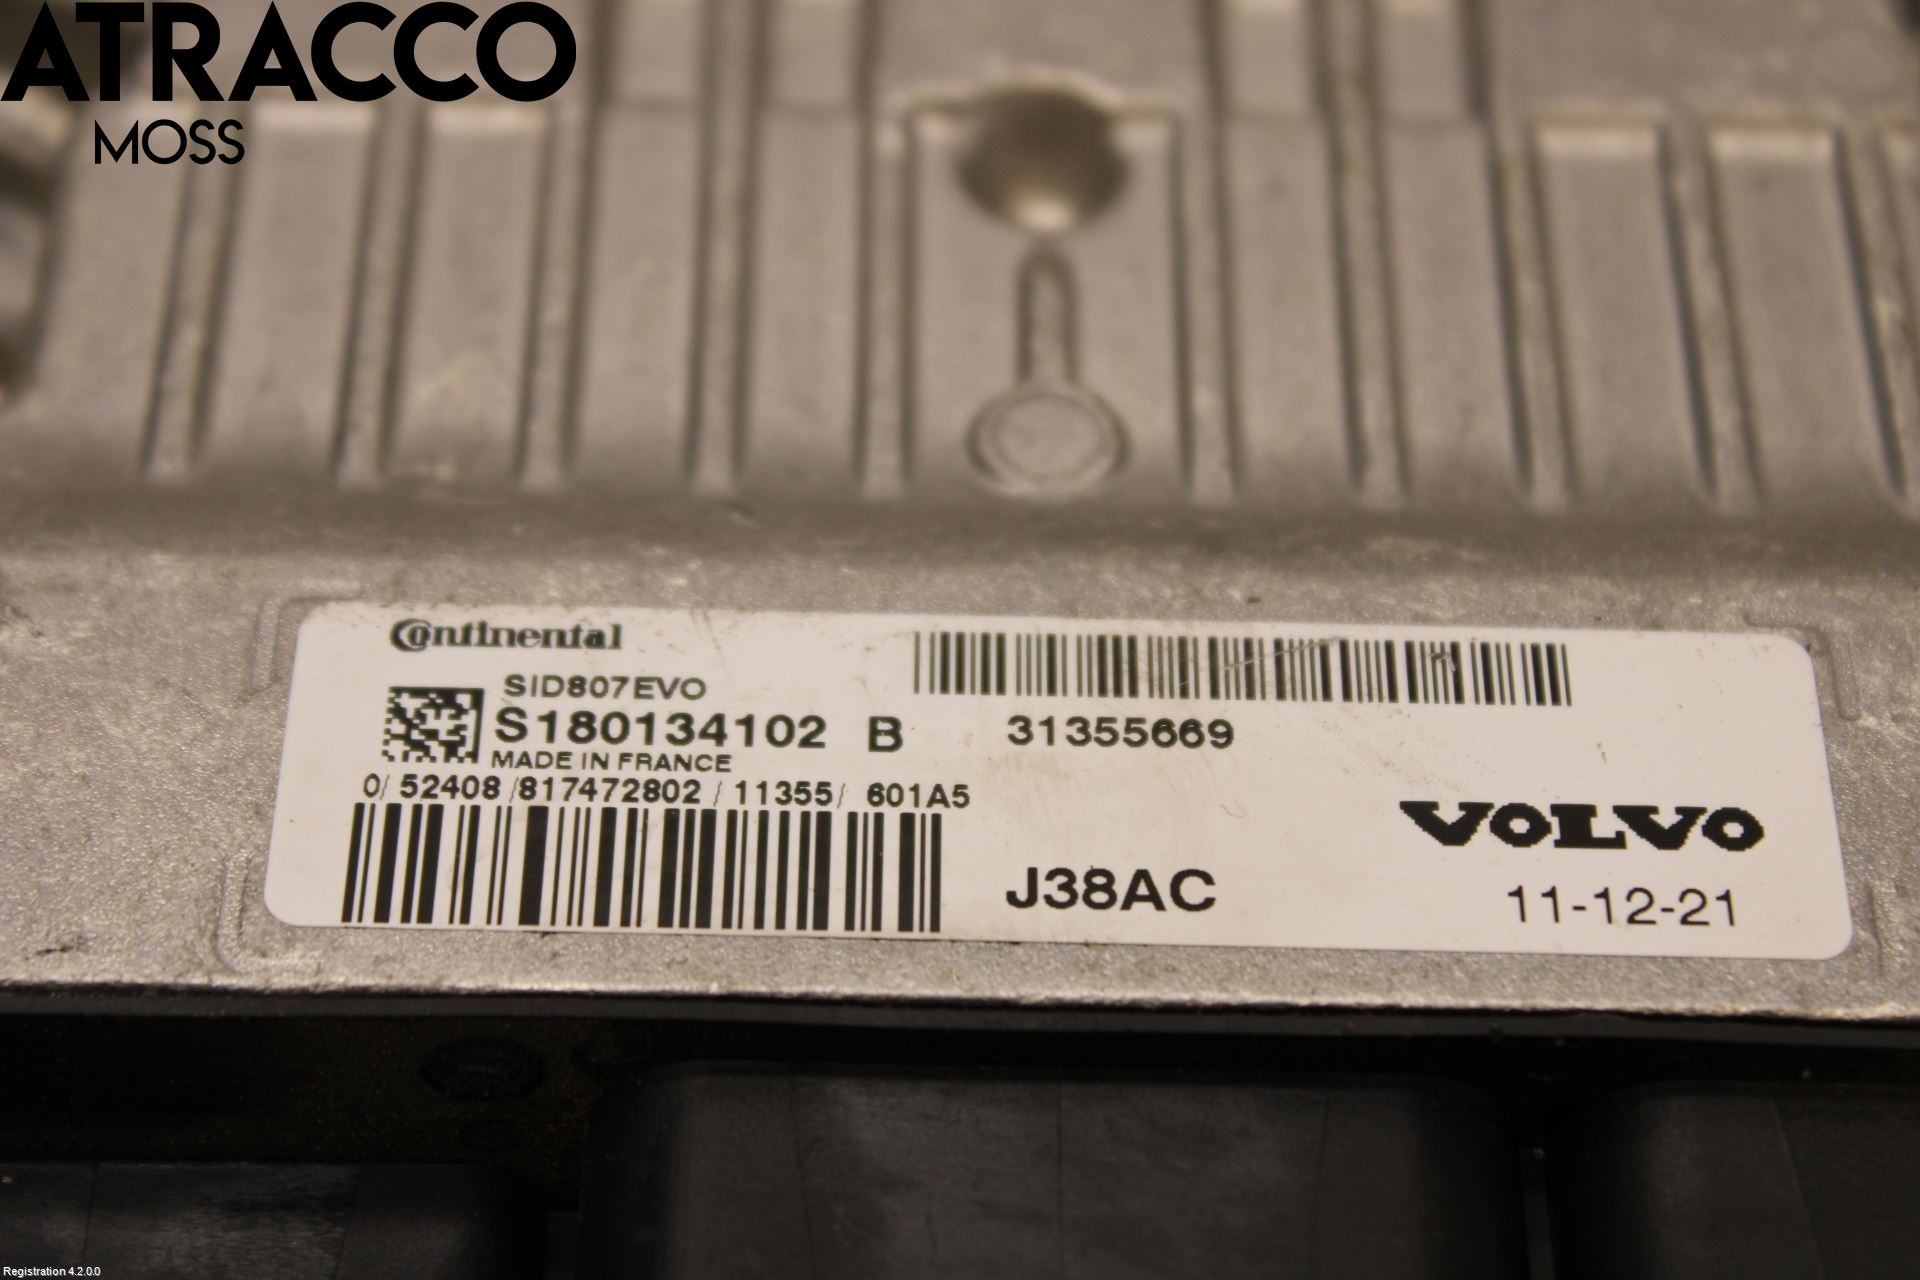 ATRACCO
MOSS
Continental
SID807EVO
S180134102 B 31355669
MADE IN FRANCE
0/ 52408 /817472802 / 11355/ 601A5
VOLVO
J38AC
11-12-21
Registration 4.2.0.0